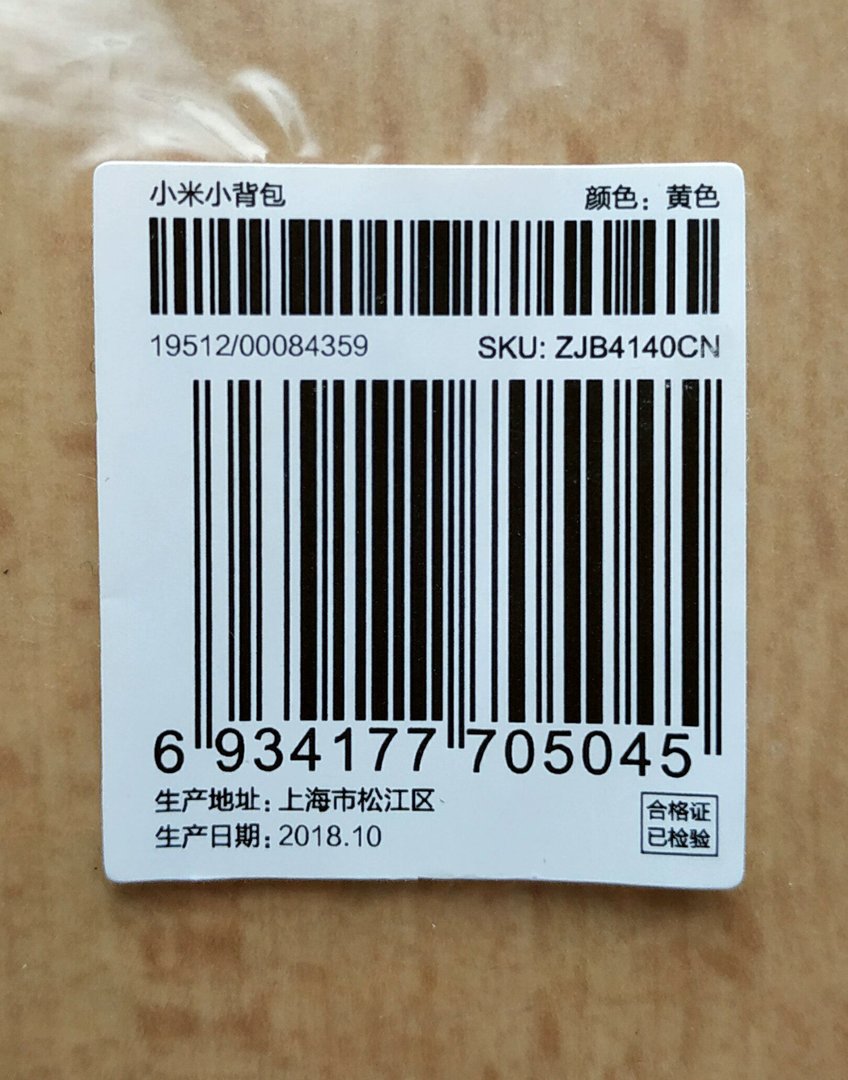 小米小背包 颜色：黄色
19512/00084359 SKU: ZJB4140CN
6 934177 705045
生产地址：上海市松江区
生产日期：2018.10
合格证
已检验